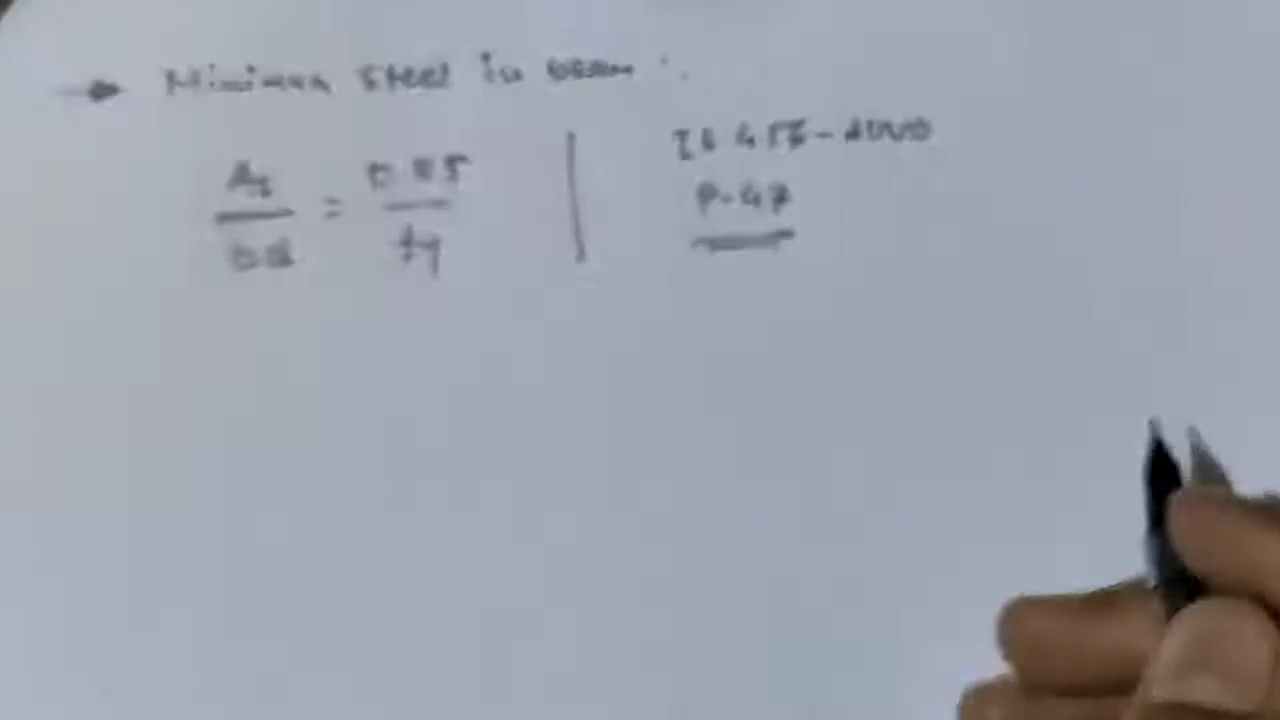 → Minimum steel in beam :
As/bd = 0.85/fy
IS 456-2000
P-47